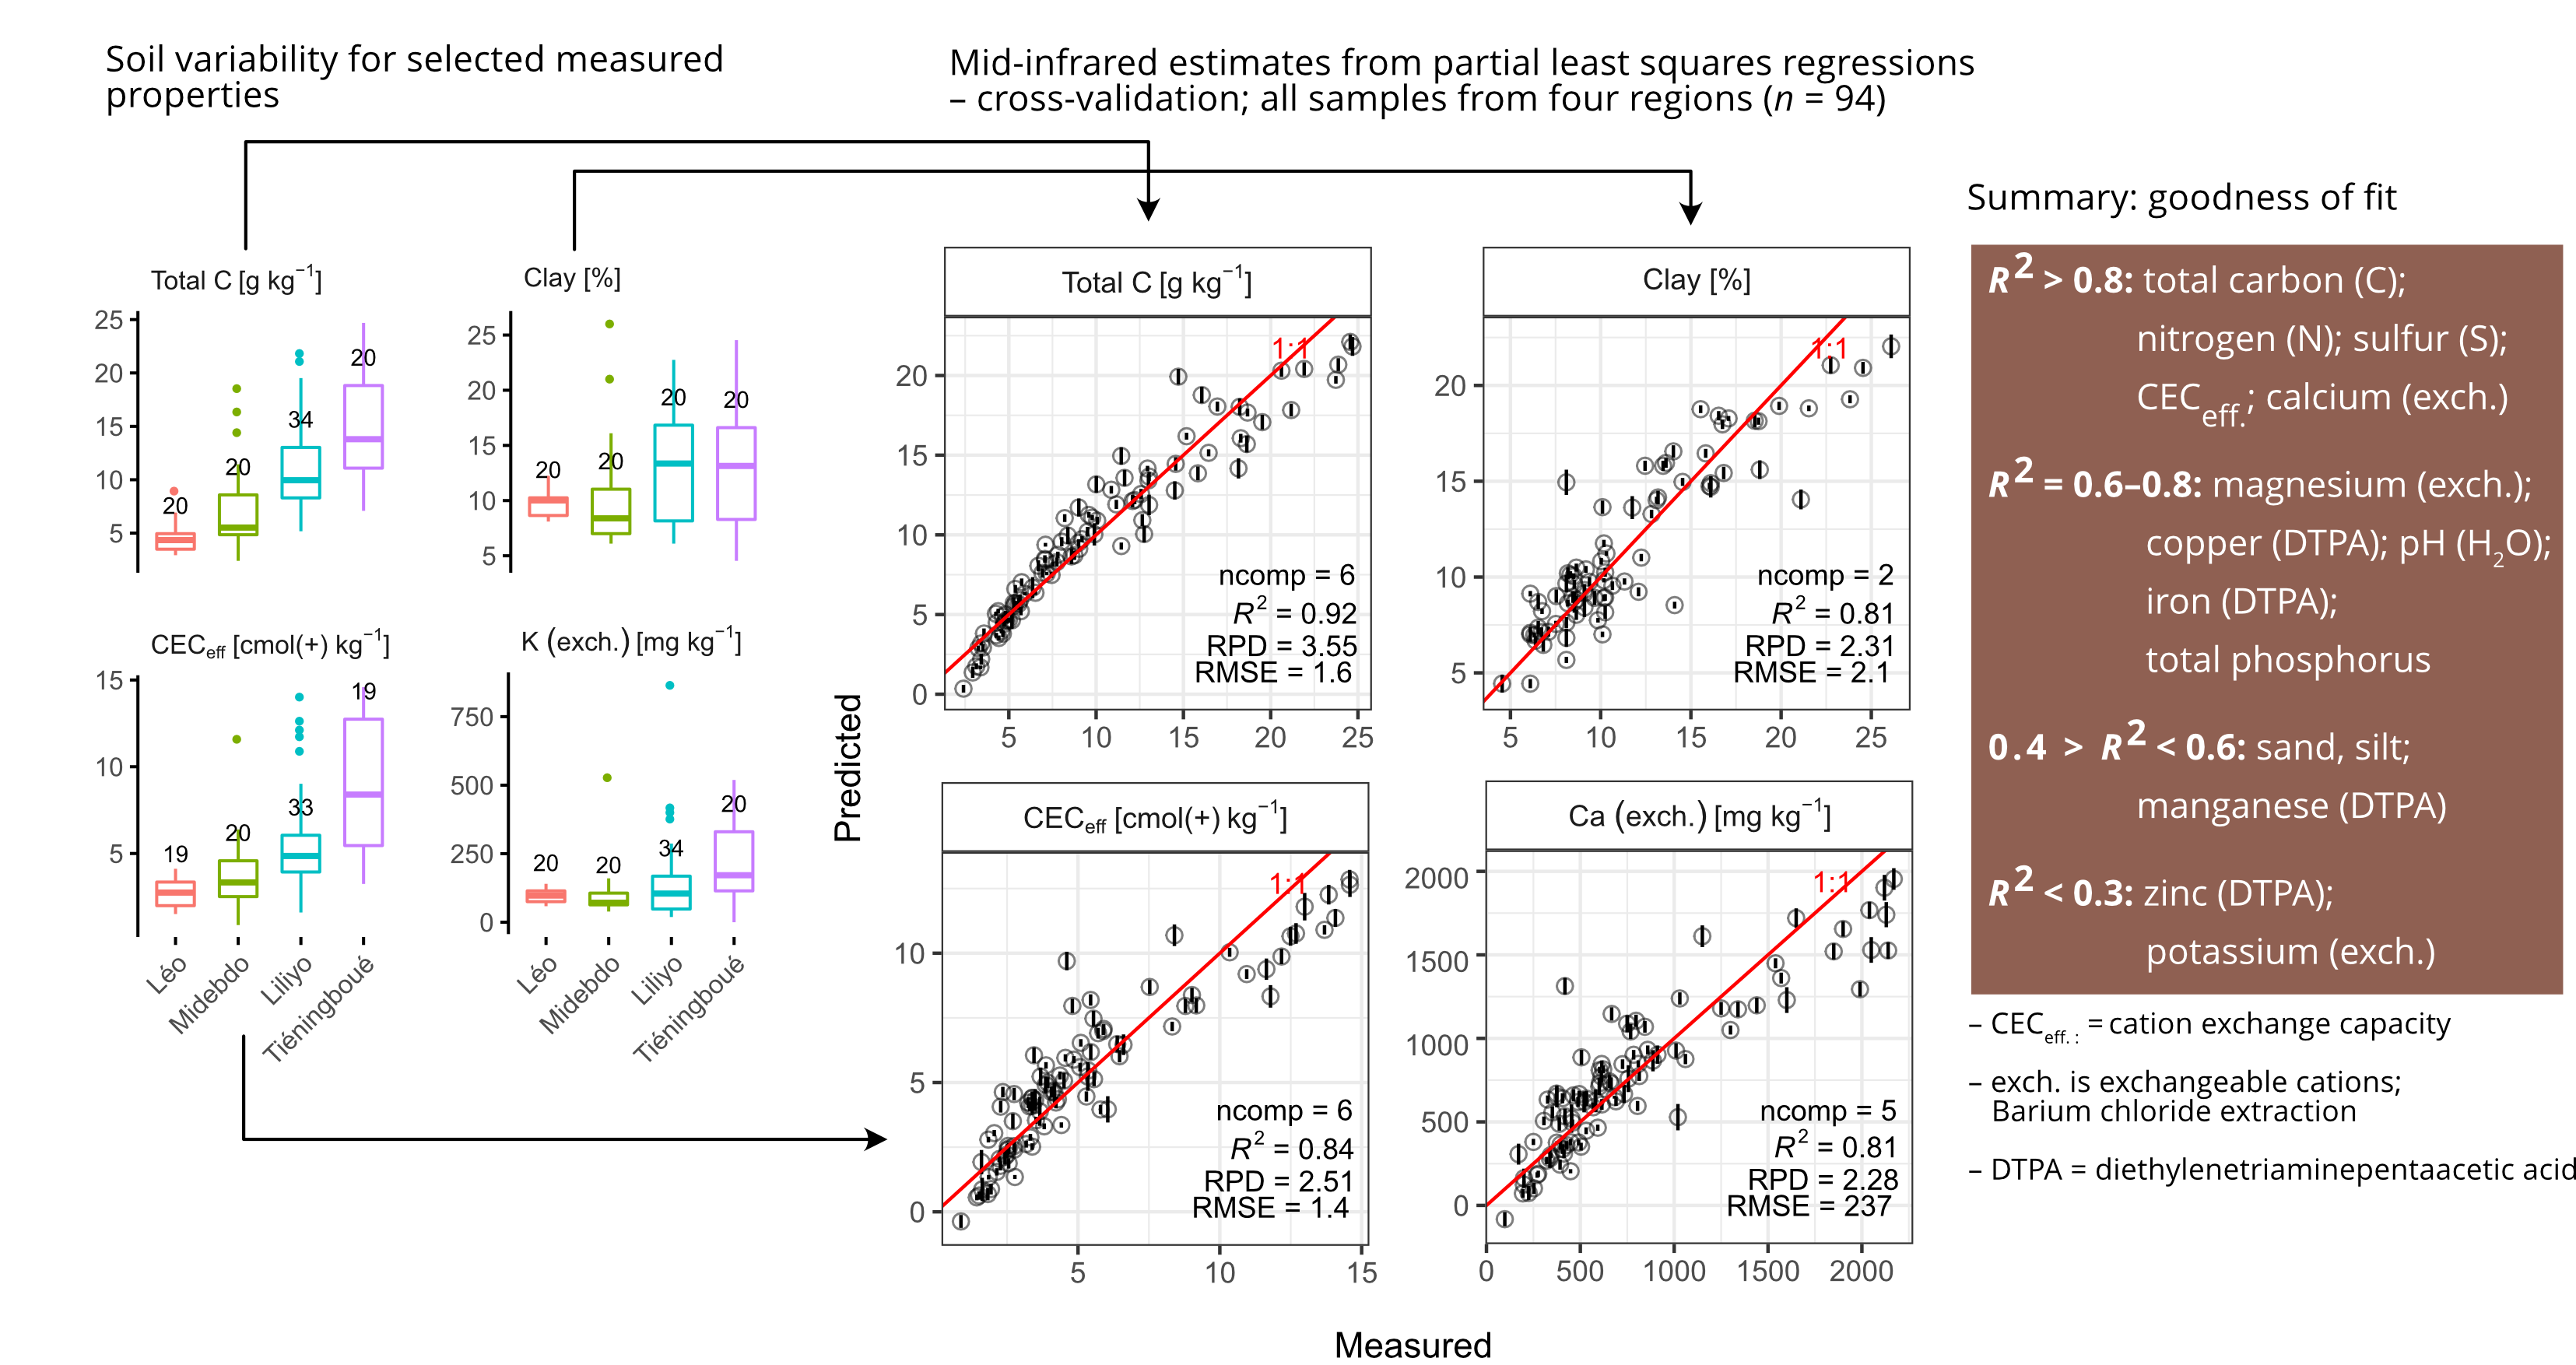 Soil variability for selected measured
properties
Mid-infrared estimates from partial least squares regressions
– cross-validation; all samples from four regions (n = 94)
Total C [g kg⁻¹]
25
20
15
10
5
20
20
34
20
Clay [%]
25
20
15
10
5
20
20
20
20
CEC_eff [cmol(+) kg⁻¹]
15
10
5
19
20
33
19
Léo
Midebdo
Liliyo
Tiéningboué
K (exch.) [mg kg⁻¹]
750
500
250
0
20
20
34
20
Léo
Midebdo
Liliyo
Tiéningboué
Predicted
Total C [g kg⁻¹]
1:1
20
15
10
5
0
ncomp = 6
R² = 0.92
RPD = 3.55
RMSE = 1.6
5 10 15 20 25
Clay [%]
1:1
20
15
10
5
ncomp = 2
R² = 0.81
RPD = 2.31
RMSE = 2.1
5 10 15 20 25
CEC_eff [cmol(+) kg⁻¹]
1:1
10
5
0
ncomp = 6
R² = 0.84
RPD = 2.51
RMSE = 1.4
5 10 15
Ca (exch.) [mg kg⁻¹]
1:1
2000
1500
1000
500
0
ncomp = 5
R² = 0.81
RPD = 2.28
RMSE = 237
0 500 1000 1500 2000
Measured
Summary: goodness of fit
R² > 0.8: total carbon (C);
nitrogen (N); sulfur (S);
CEC_eff.; calcium (exch.)
R² = 0.6–0.8: magnesium (exch.);
copper (DTPA); pH (H₂O);
iron (DTPA);
total phosphorus
0.4 > R² < 0.6: sand, silt;
manganese (DTPA)
R² < 0.3: zinc (DTPA);
potassium (exch.)
– CEC_eff. : = cation exchange capacity
– exch. is exchangeable cations;
Barium chloride extraction
– DTPA = diethylenetriaminepentaacetic acid